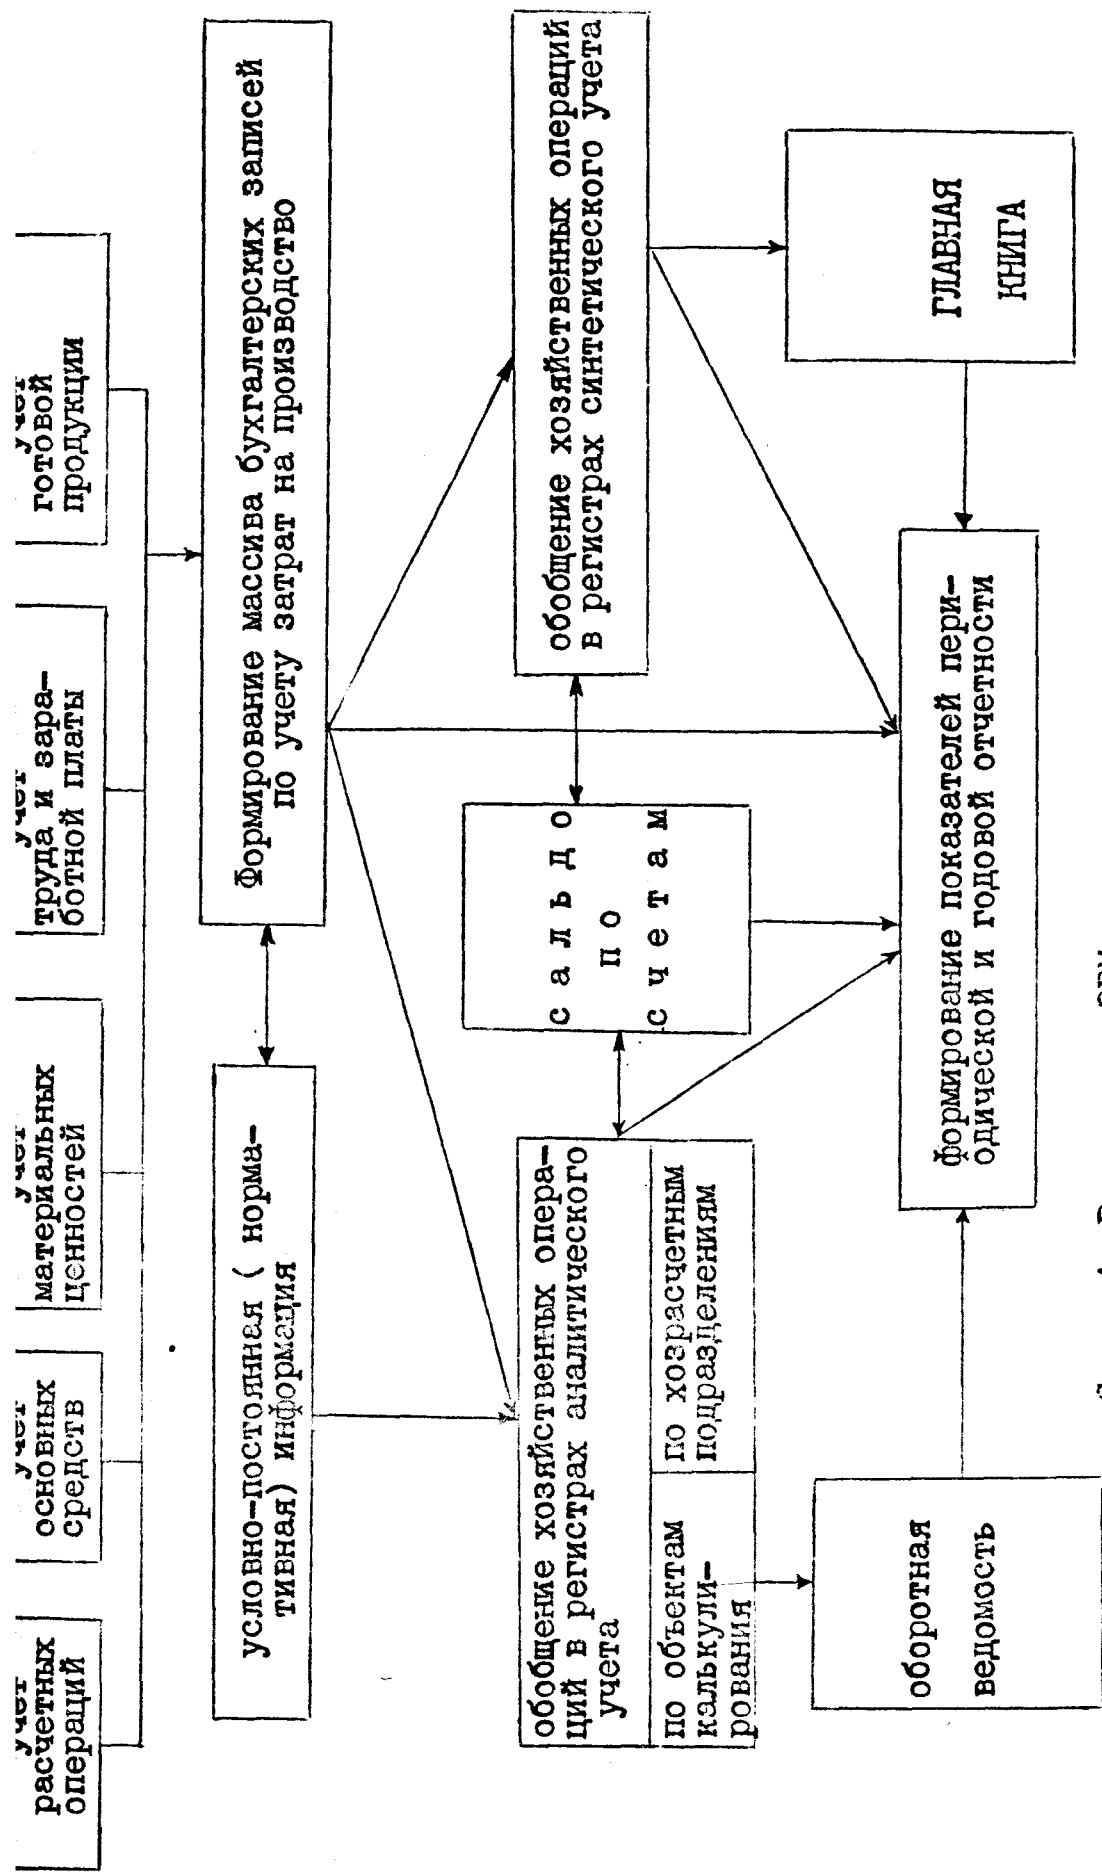 учет
расчетных
операций
учет
основных
средств
учет
материальных
ценностей
учет
труда и зара-
ботной платы
учет
готовой
продукции
условно-постоянная ( норма-
тивная) информация
Формирование массива бухгалтерских записей
по учету затрат на производство
обобщение хозяйственных опера-
ций в регистрах аналитического
учета
по объектам
калькули-
рования
по хозрасчетным
подразделениям
с а л ь д о
п о
с ч е т а м
обобщение хозяйственных операций
в регистрах синтетического учета
оборотная
ведомость
Формирование показателей пери-
одической и годовой отчетности
ГЛАВНАЯ
КНИГА